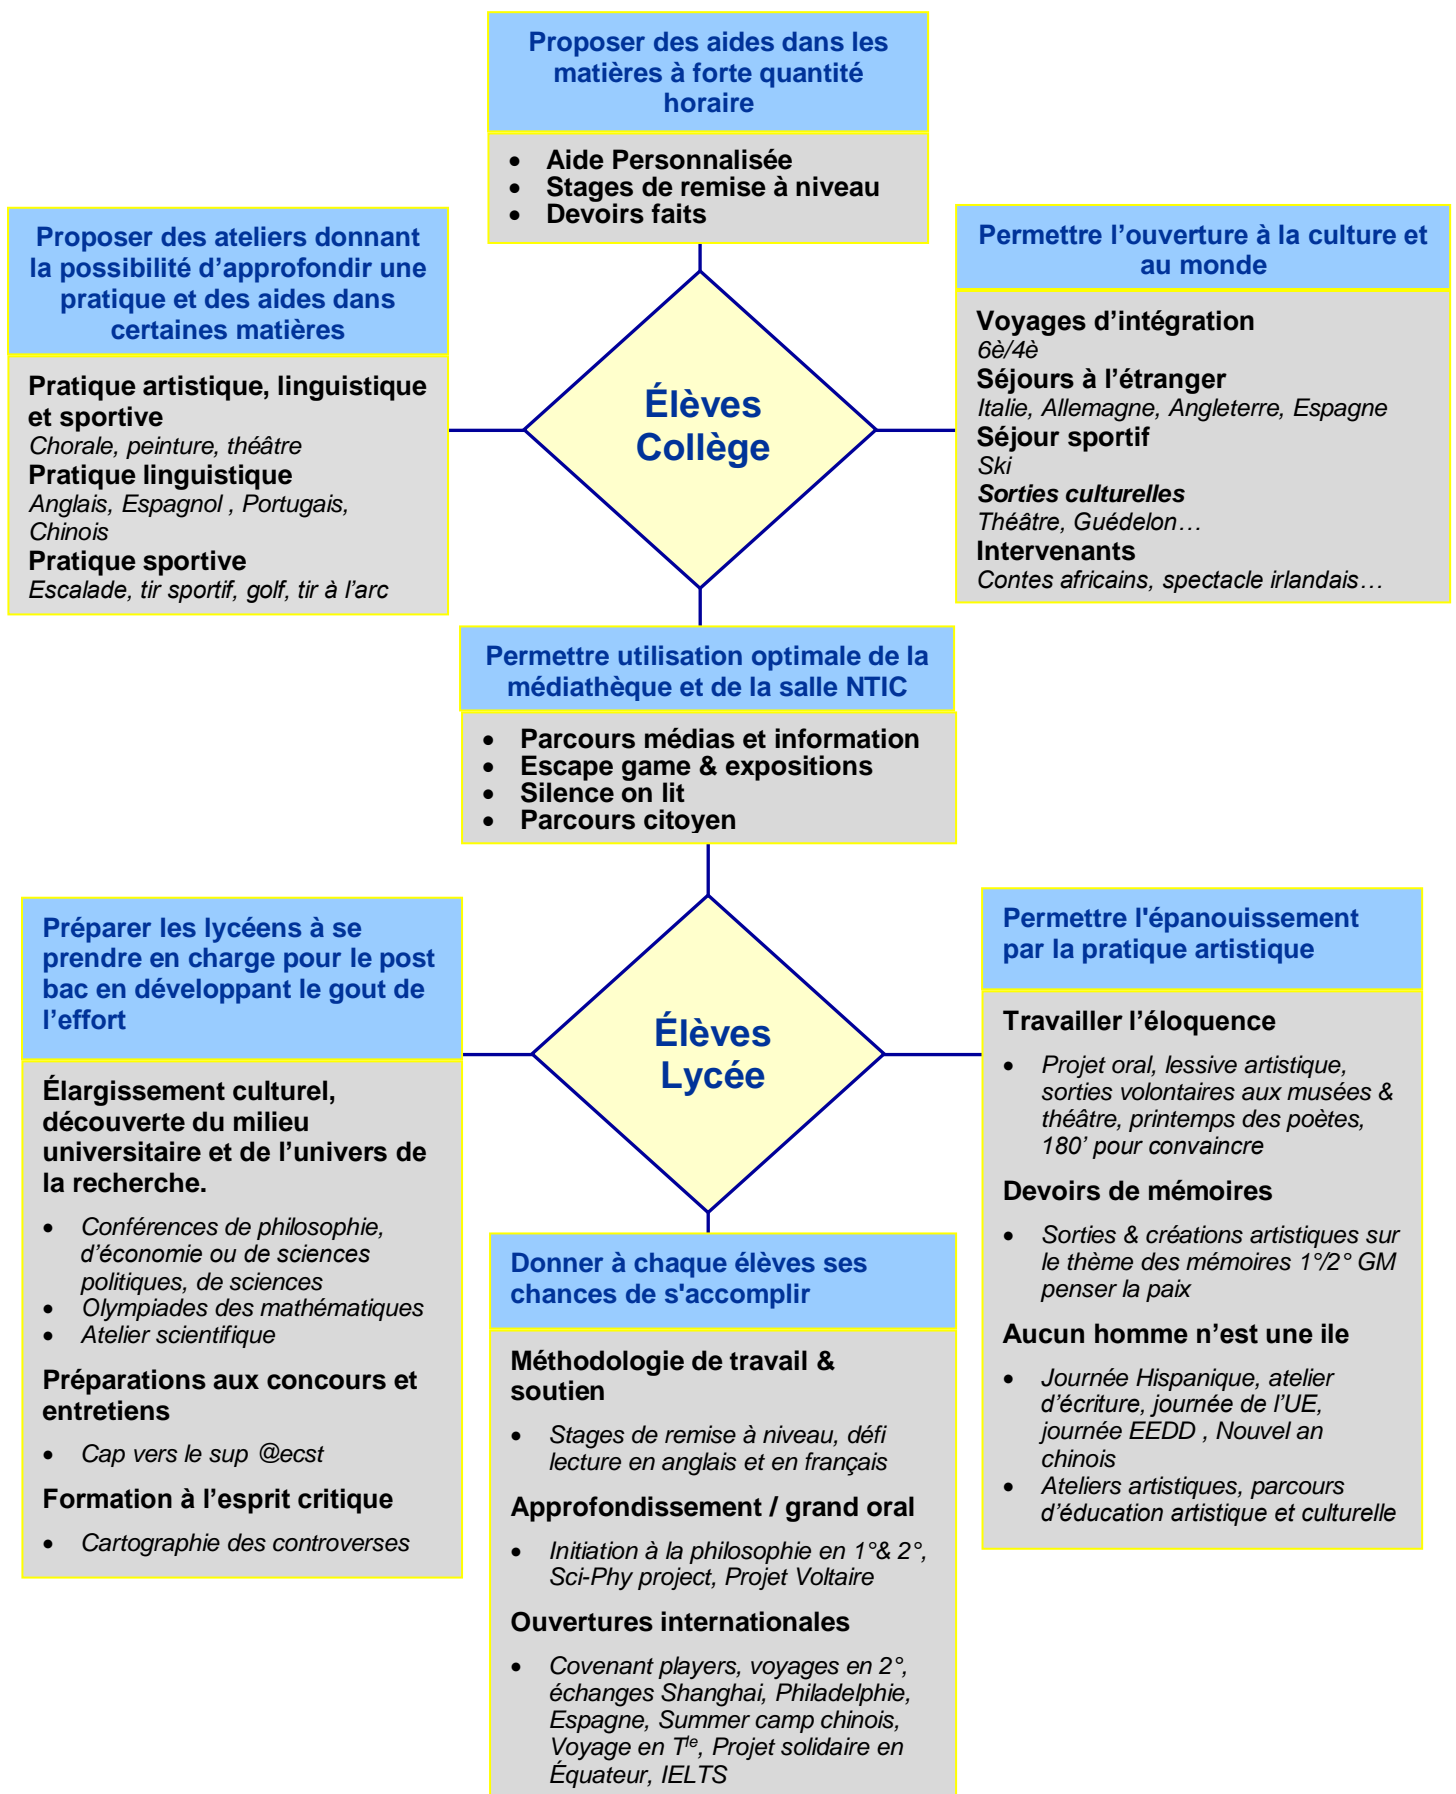 Proposer des aides dans les
matières à forte quantité
horaire
• Aide Personnalisée
• Stages de remise à niveau
• Devoirs faits
Proposer des ateliers donnant
la possibilité d’approfondir une
pratique et des aides dans
certaines matières
Pratique artistique, linguistique
et sportive
Chorale, peinture, théâtre
Pratique linguistique
Anglais, Espagnol , Portugais,
Chinois
Pratique sportive
Escalade, tir sportif, golf, tir à l’arc
Élèves
Collège
Permettre l’ouverture à la culture et
au monde
Voyages d’intégration
6è/4è
Séjours à l’étranger
Italie, Allemagne, Angleterre, Espagne
Séjour sportif
Ski
Sorties culturelles
Théâtre, Guédelon…
Intervenants
Contes africains, spectacle irlandais…
Permettre utilisation optimale de la
médiathèque et de la salle NTIC
• Parcours médias et information
• Escape game & expositions
• Silence on lit
• Parcours citoyen
Préparer les lycéens à se
prendre en charge pour le post
bac en développant le gout de
l’effort
Élargissement culturel,
découverte du milieu
universitaire et de l’univers de
la recherche.
• Conférences de philosophie,
d’économie ou de sciences
politiques, de sciences
• Olympiades des mathématiques
• Atelier scientifique
Préparations aux concours et
entretiens
• Cap vers le sup @ecst
Formation à l’esprit critique
• Cartographie des controverses
Élèves
Lycée
Permettre l'épanouissement
par la pratique artistique
Travailler l’éloquence
• Projet oral, lessive artistique,
sorties volontaires aux musées &
théâtre, printemps des poètes,
180’ pour convaincre
Devoirs de mémoires
• Sorties & créations artistiques sur
le thème des mémoires 1°/2° GM
penser la paix
Aucun homme n’est une ile
• Journée Hispanique, atelier
d’écriture, journée de l’UE,
journée EEDD , Nouvel an
chinois
• Ateliers artistiques, parcours
d’éducation artistique et culturelle
Donner à chaque élèves ses
chances de s'accomplir
Méthodologie de travail &
soutien
• Stages de remise à niveau, défi
lecture en anglais et en français
Approfondissement / grand oral
• Initiation à la philosophie en 1°& 2°,
Sci-Phy project, Projet Voltaire
Ouvertures internationales
• Covenant players, voyages en 2°,
échanges Shanghai, Philadelphie,
Espagne, Summer camp chinois,
Voyage en Tle, Projet solidaire en
Équateur, IELTS